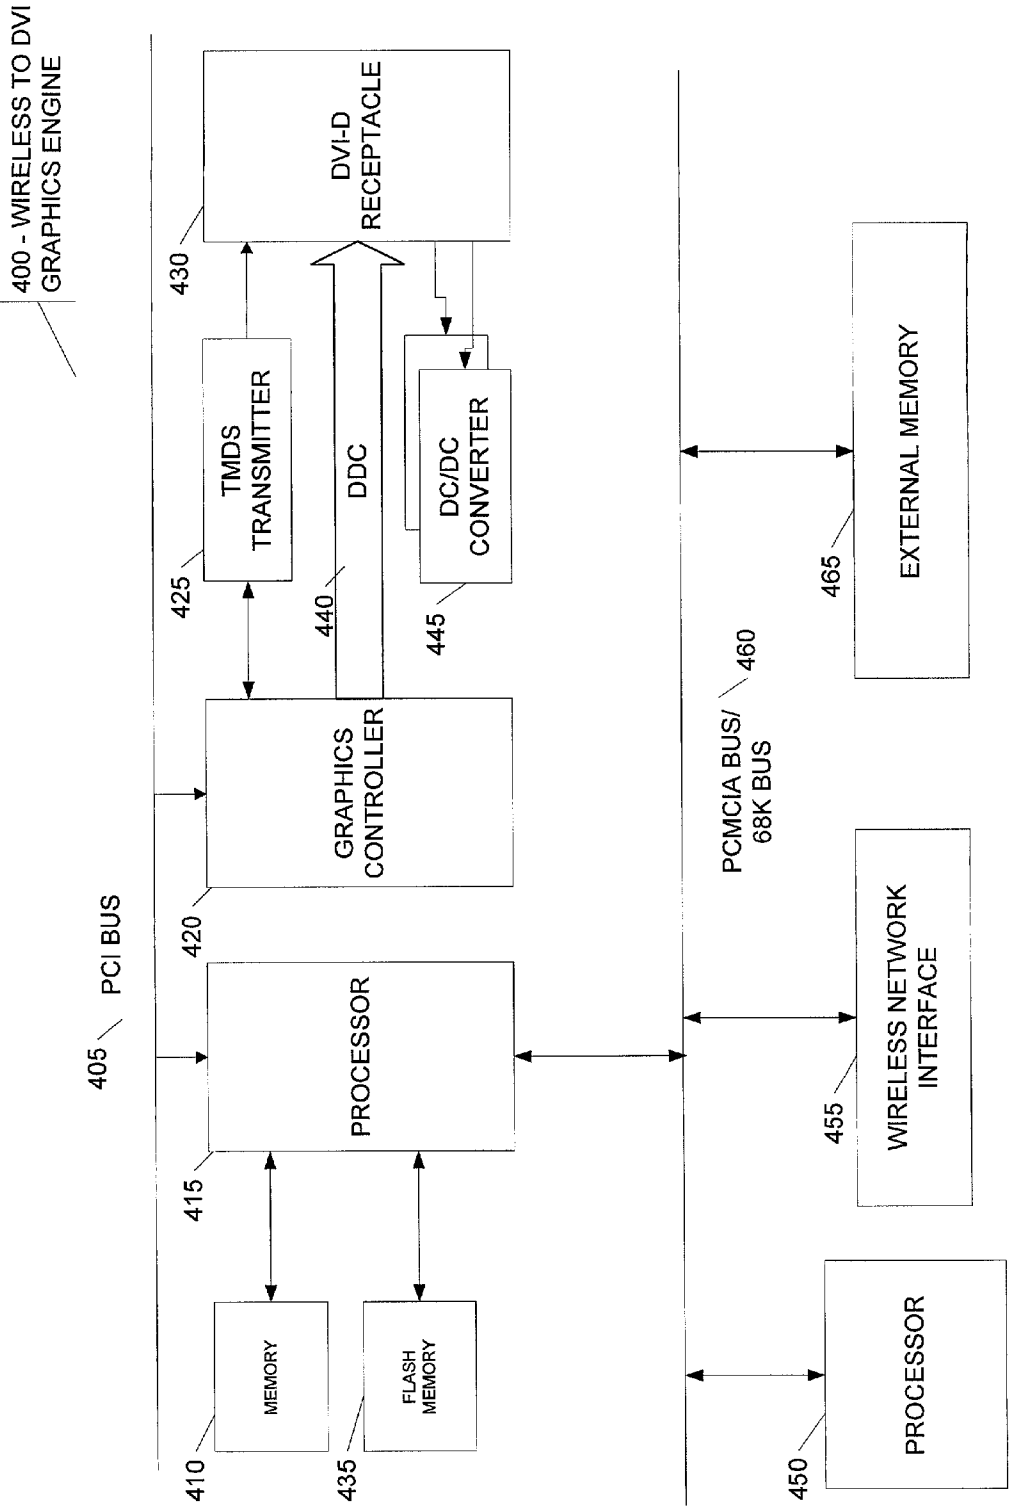 400 - WIRELESS TO DVI
GRAPHICS ENGINE
405
PCI BUS
410
MEMORY
435
FLASH
MEMORY
415
PROCESSOR
420
GRAPHICS
CONTROLLER
425
TMDS
TRANSMITTER
440
DDC
445
DC/DC
CONVERTER
430
DVI-D
RECEPTACLE
PCMCIA BUS/
68K BUS
460
450
PROCESSOR
455
WIRELESS NETWORK
INTERFACE
465
EXTERNAL MEMORY